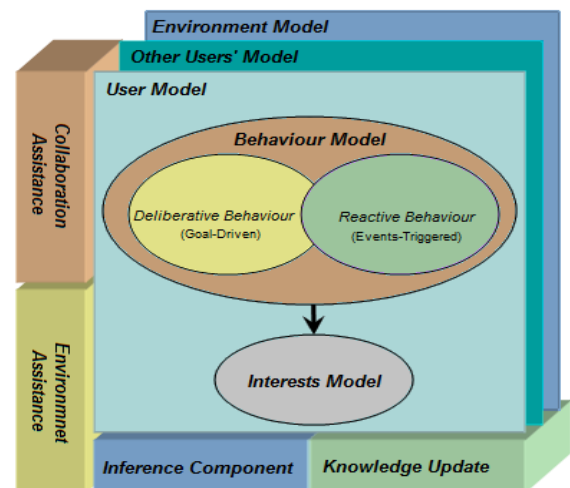 Environment Model
Other Users' Model
User Model
Behaviour Model
Deliberative Behaviour
(Goal-Driven)
Reactive Behaviour
(Events-Triggered)
Interests Model
Collaboration
Assistance
Environmnet
Assistance
Inference Component
Knowledge Update